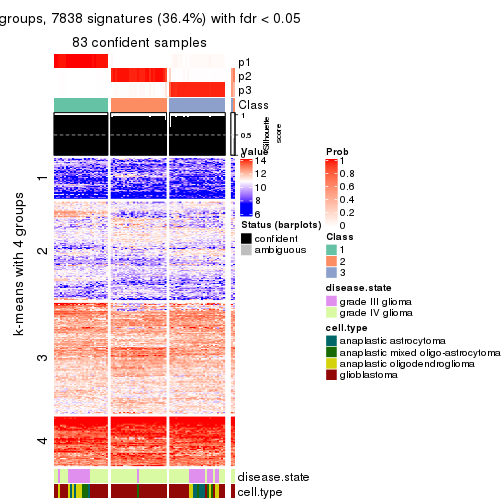 groups, 7838 signatures (36.4%) with fdr < 0.05
83 confident samples
p1
p2
p3
Class
1
0.5
0
Silhouette
score
k-means with 4 groups
1
2
3
4
disease.state
cell.type
Value
14
12
10
8
6
Status (barplots)
confident
ambiguous
Prob
1
0.8
0.6
0.4
0.2
0
Class
1
2
3
disease.state
grade III glioma
grade IV glioma
cell.type
anaplastic astrocytoma
anaplastic mixed oligo-astrocytoma
anaplastic oligodendroglioma
glioblastoma